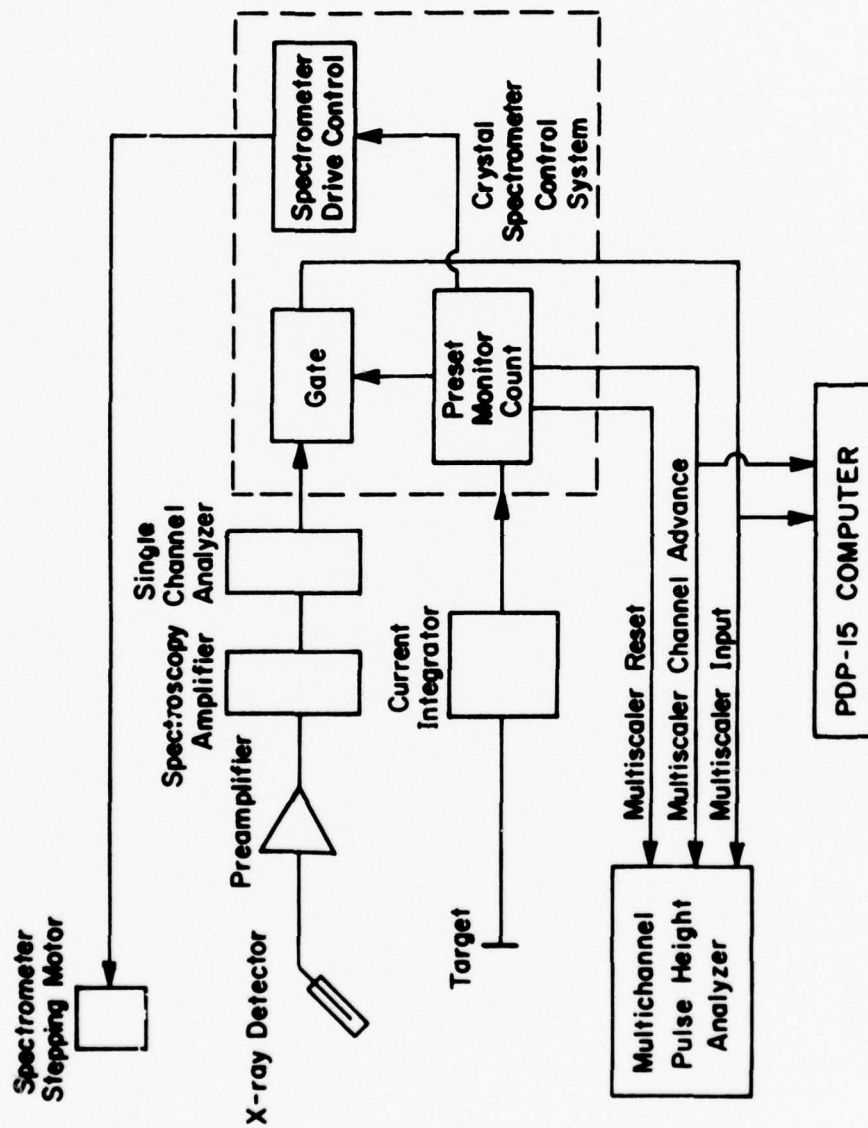 Spectrometer
Stepping Motor
X-ray Detector
Preamplifier
Spectroscopy
Amplifier
Single
Channel
Analyzer
Gate
Spectrometer
Drive Control
Target
Current
Integrator
Preset
Monitor
Count
Crystal
Spectrometer
Control
System
Multichannel
Pulse Height
Analyzer
Multiscaler Reset
Multiscaler Channel Advance
Multiscaler Input
PDP-15 COMPUTER